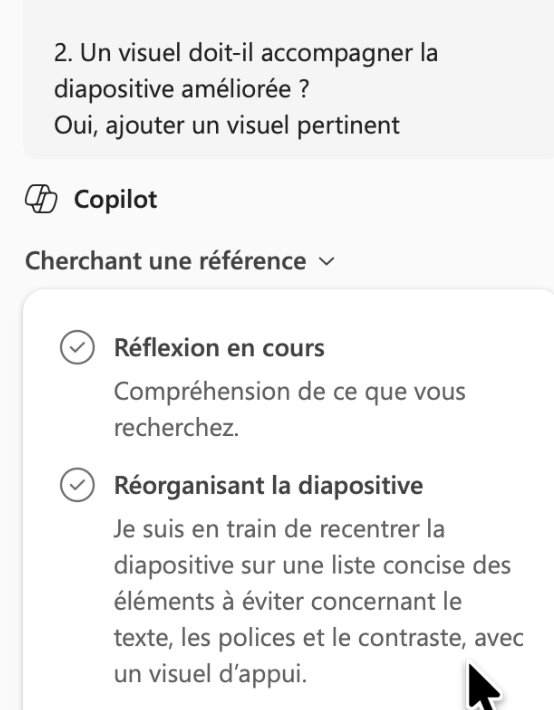 2. Un visuel doit-il accompagner la
diapositive améliorée ?
Oui, ajouter un visuel pertinent
Copilot
Cherchant une référence
Réflexion en cours
Compréhension de ce que vous
recherchez.
Réorganisant la diapositive
Je suis en train de recentrer la
diapositive sur une liste concise des
éléments à éviter concernant le
texte, les polices et le contraste, avec
un visuel d’appui.